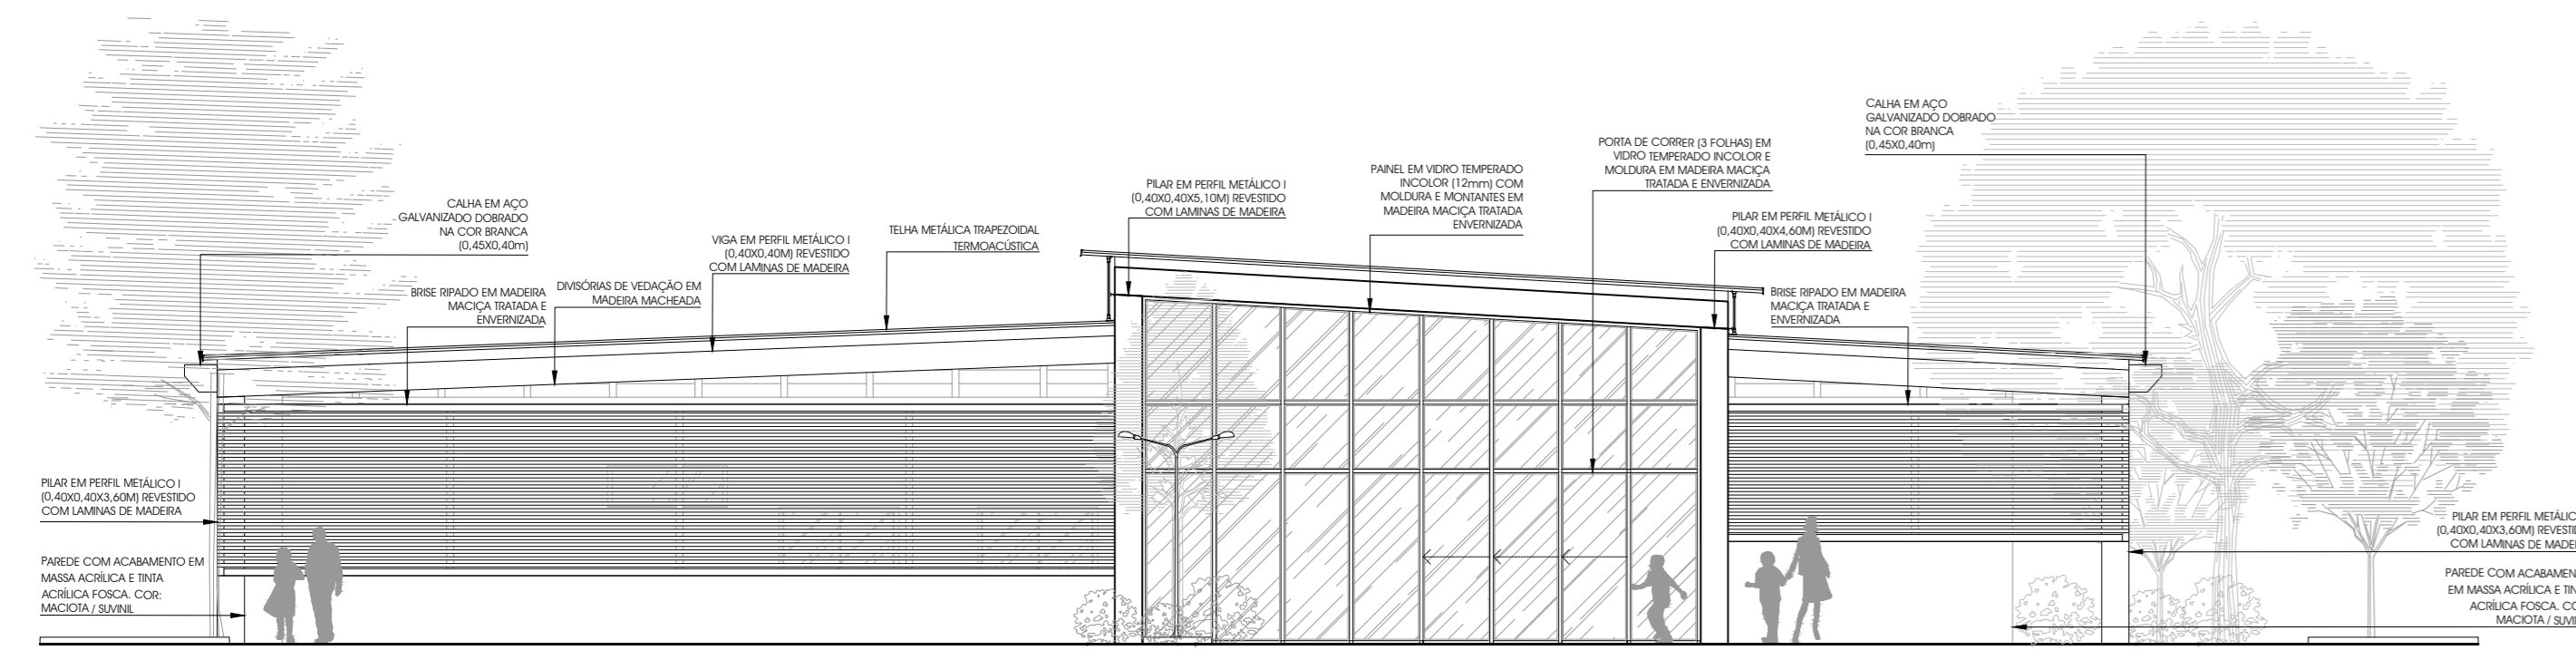 CALHA EM AÇO
GALVANIZADO DOBRADO
NA COR BRANCA
(0,45X0,40m)
BRISE RIPADO EM MADEIRA
MACIÇA TRATADA E
ENVERNIZADA
DIVISÓRIAS DE VEDAÇÃO EM
MADEIRA MACHEADA
VIGA EM PERFIL METÁLICO I
(0,40X0,40M) REVESTIDO
COM LAMINAS DE MADEIRA
TELHA METÁLICA TRAPEZOIDAL
TERMOACÚSTICA
PILAR EM PERFIL METÁLICO I
(0,40X0,40X5,10M) REVESTIDO
COM LAMINAS DE MADEIRA
PAINEL EM VIDRO TEMPERADO
INCOLOR (12mm) COM
MOLDURA E MONTANTES EM
MADEIRA MACIÇA TRATADA
ENVERNIZADA
PORTA DE CORRER (3 FOLHAS) EM
VIDRO TEMPERADO INCOLOR E
MOLDURA EM MADEIRA MACIÇA
TRATADA E ENVERNIZADA
PILAR EM PERFIL METÁLICO I
(0,40X0,40X4,60M) REVESTIDO
COM LAMINAS DE MADEIRA
CALHA EM AÇO
GALVANIZADO DOBRADO
NA COR BRANCA
(0,45X0,40m)
BRISE RIPADO EM MADEIRA
MACIÇA TRATADA E
ENVERNIZADA
PILAR EM PERFIL METÁLICO I
(0,40X0,40X3,60M) REVESTIDO
COM LAMINAS DE MADEIRA
PAREDE COM ACABAMENTO EM
MASSA ACRÍLICA E TINTA
ACRÍLICA FOSCA. COR:
MACIOTA / SUVINIL
PILAR EM PERFIL METÁLIC
(0,40X0,40X3,60M) REVESTI
COM LAMINAS DE MADE
PAREDE COM ACABAMEN
EM MASSA ACRÍLICA E TIN
ACRÍLICA FOSCA. CO
MACIOTA / SUVI